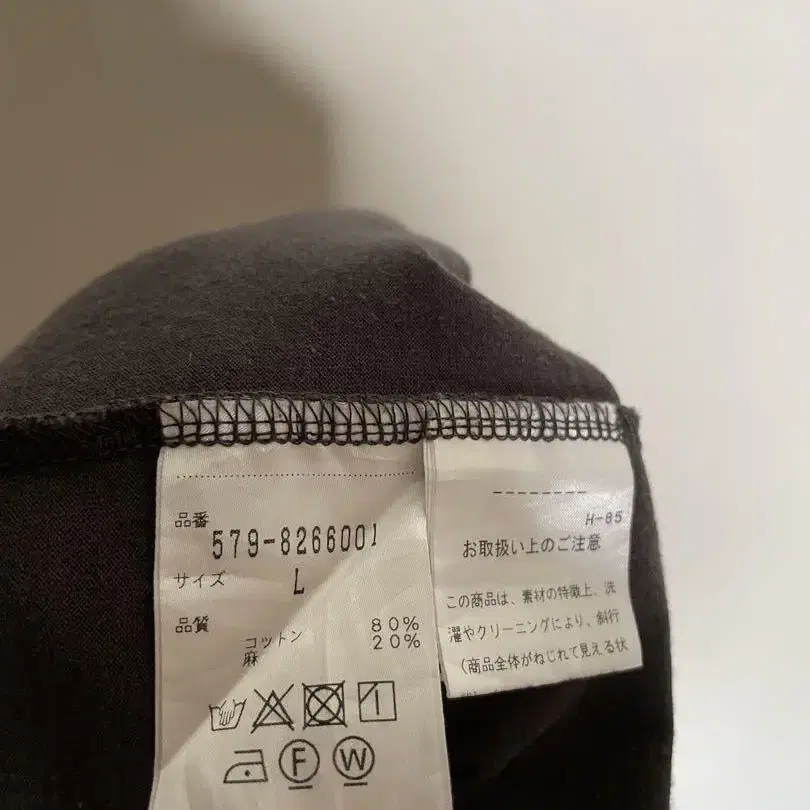 品番
579-8266001
サイズ L
品質
コットン 80%
麻 20%
F W
H-85
お取扱い上のご注意
この商品は、素材の特徴上、洗
濯やクリーニングにより、斜行
(商品全体がねじれて見える状